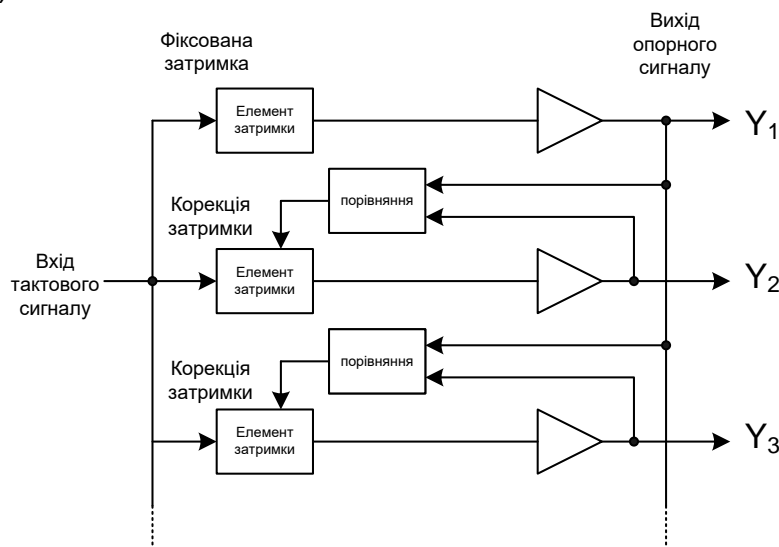 Вихід
опорного
сигналу
Фіксована
затримка
Елемент
затримки
Y1
порівняння
Корекція
затримки
Вхід
тактового
сигналу
Елемент
затримки
Y2
порівняння
Корекція
затримки
Елемент
затримки
Y3